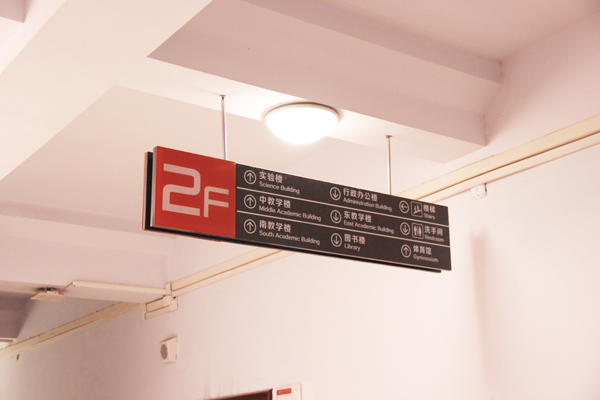 2F
实验楼
Science Building
中教学楼
Middle Academic Building
南教学楼
South Academic Building
行政办公楼
Administration Building
东教学楼
East Academic Building
图书楼
Library
楼梯
Stairs
洗手间
Restroom
体育馆
Gymnasium